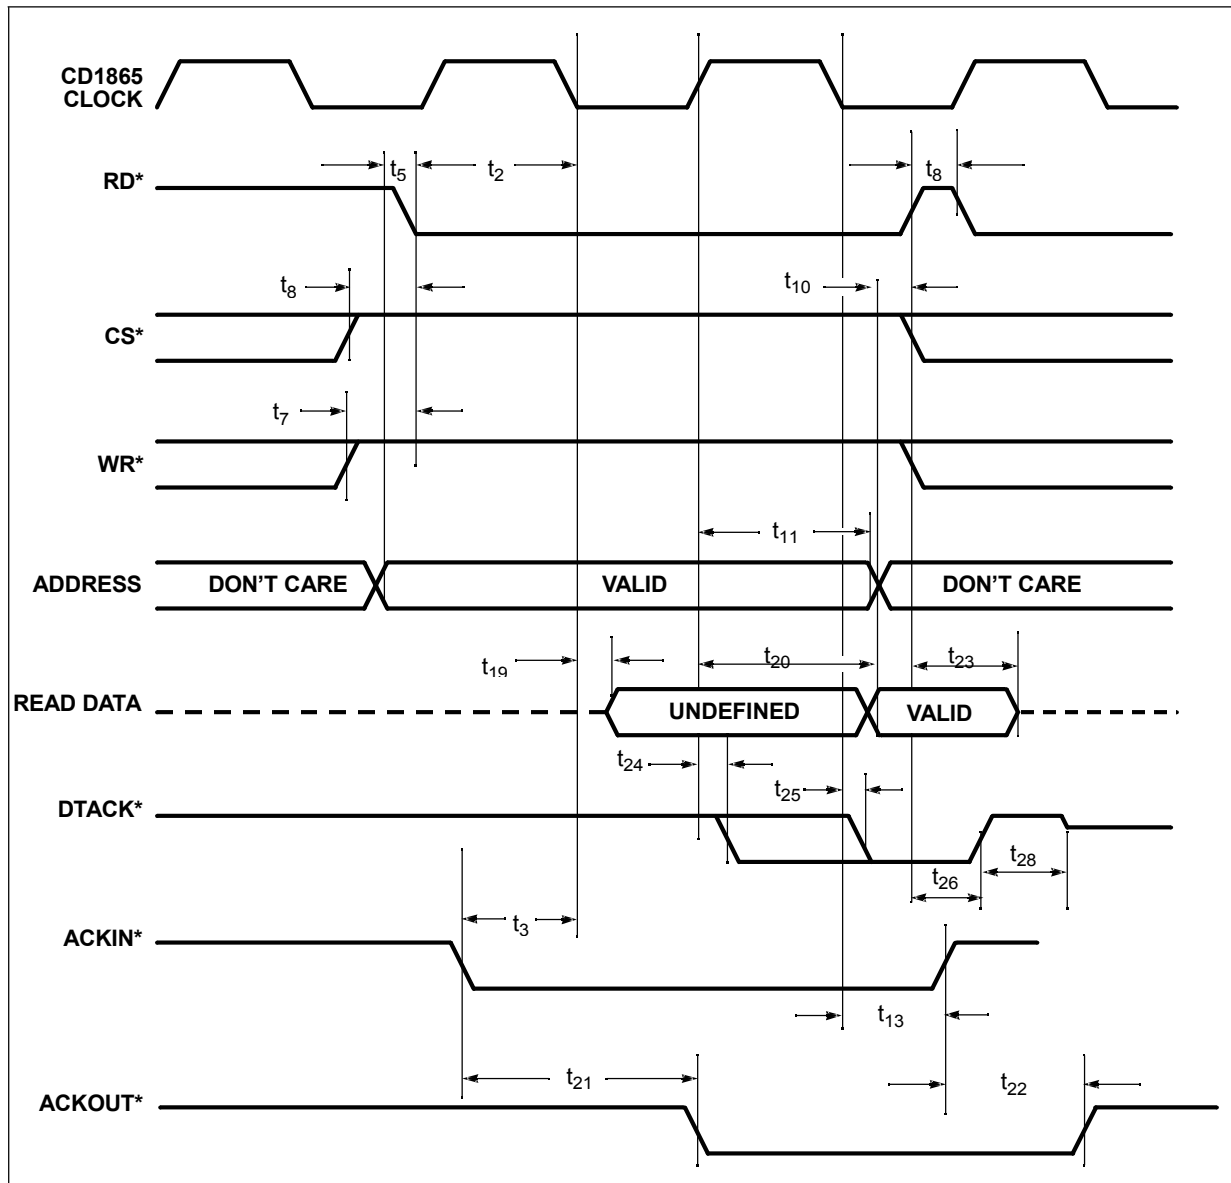 CD1865
CLOCK
t5
t2
t8
RD*
t8
t10
CS*
t7
WR*
t11
ADDRESS
DON'T CARE
VALID
DON'T CARE
t19
t20
t23
READ DATA
UNDEFINED
VALID
t24
t25
DTACK*
t28
t26
t3
ACKIN*
t13
t21
t22
ACKOUT*